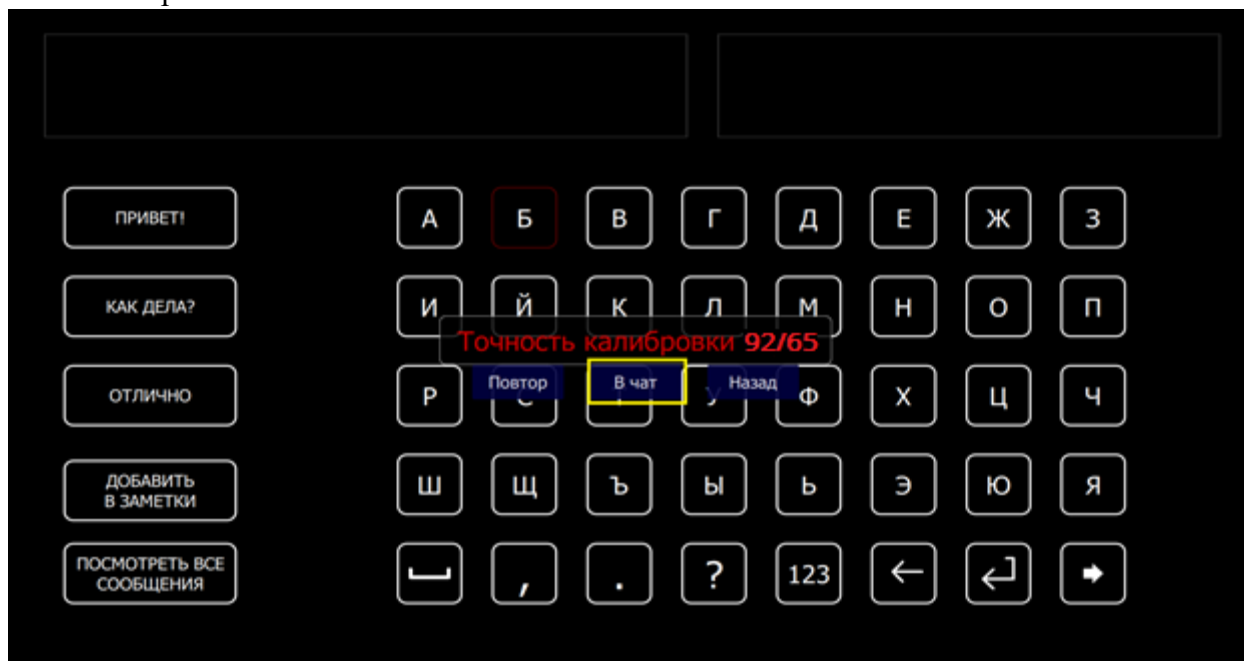 ПРИВЕТ!
А Б В Г Д Е Ж З
КАК ДЕЛА?
И Й К Л М Н О П
Точность калибровки 92/65
Повтор В чат Назад
ОТЛИЧНО
Р С У Ф Х Ц Ч
ДОБАВИТЬ
В ЗАМЕТКИ
Ш Щ Ъ Ы Ь Э Ю Я
ПОСМОТРЕТЬ ВСЕ
СООБЩЕНИЯ
, . ? 123